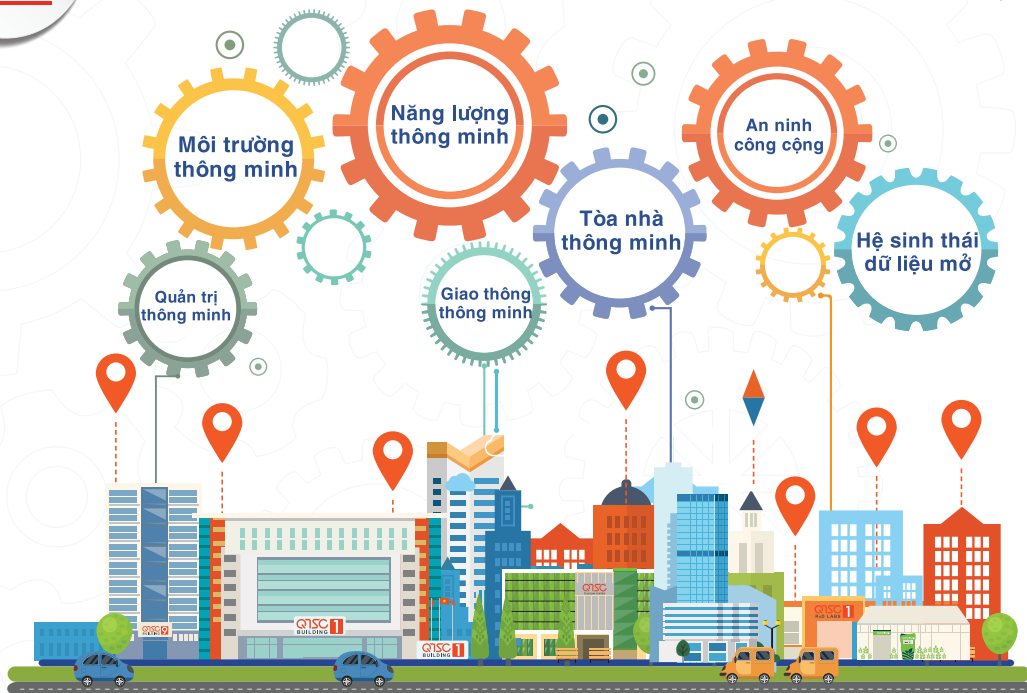 Năng lượng
thông minh
Môi trường
thông minh
An ninh
công cộng
Tòa nhà
thông minh
Hệ sinh thái
dữ liệu mở
Quản trị
thông minh
Giao thông
thông minh
QTSC
QTSC 9
BUILDING
QTSC 1
BUILDING
QTSC 1
BUILDING
QTSC 1
R&D LABS